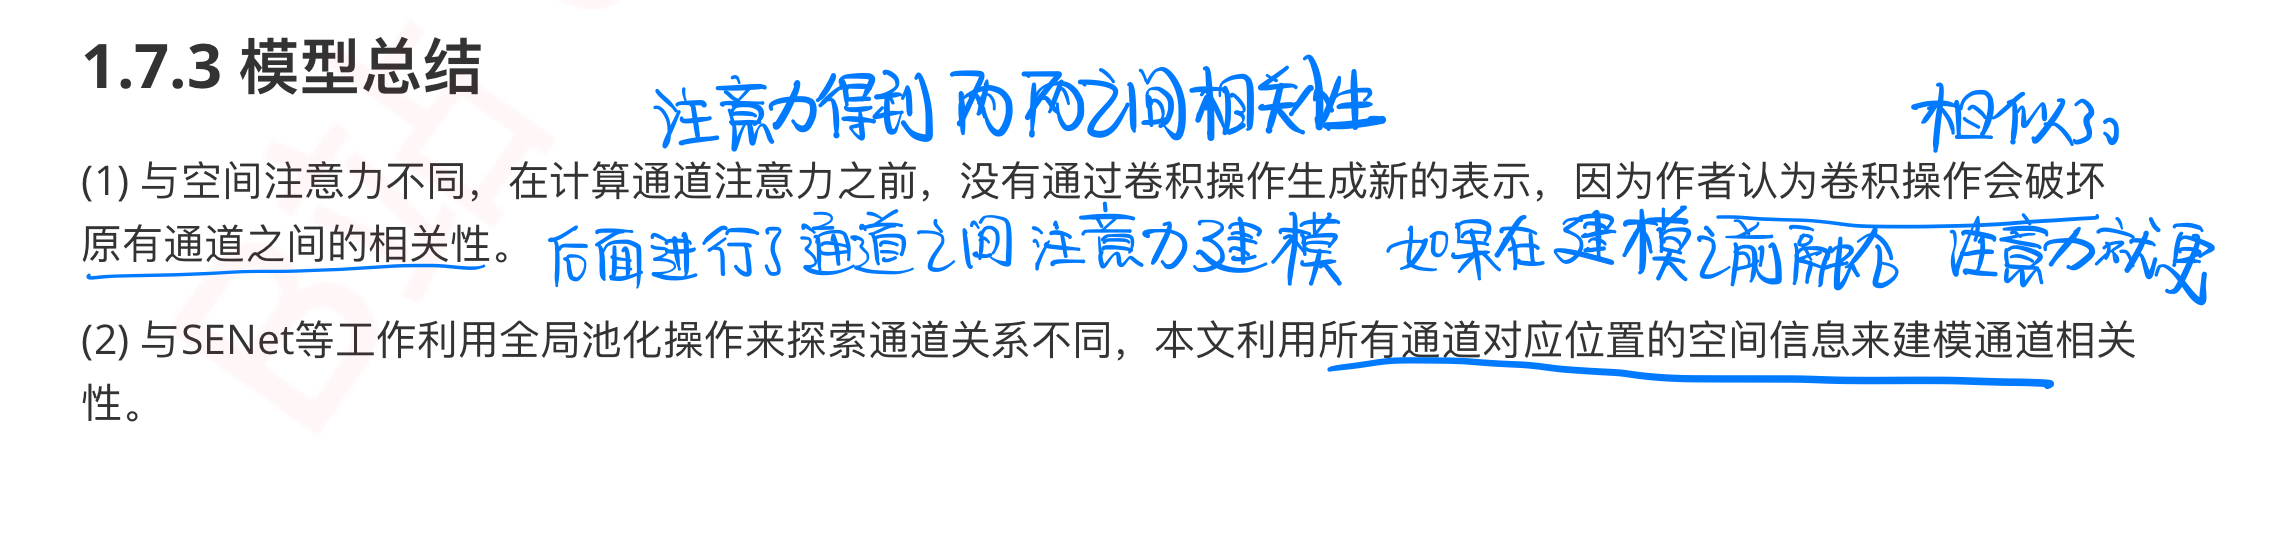 1.7.3 模型总结
注意力得到 两两之间相关性
相似了。
(1) 与空间注意力不同，在计算通道注意力之前，没有通过卷积操作生成新的表示，因为作者认为卷积操作会破坏
原有通道之间的相关性。
后面进行了通道之间 注意力建模 如果在建模之前融合 注意力就更
(2) 与SENet等工作利用全局池化操作来探索通道关系不同，本文利用所有通道对应位置的空间信息来建模通道相关
性。